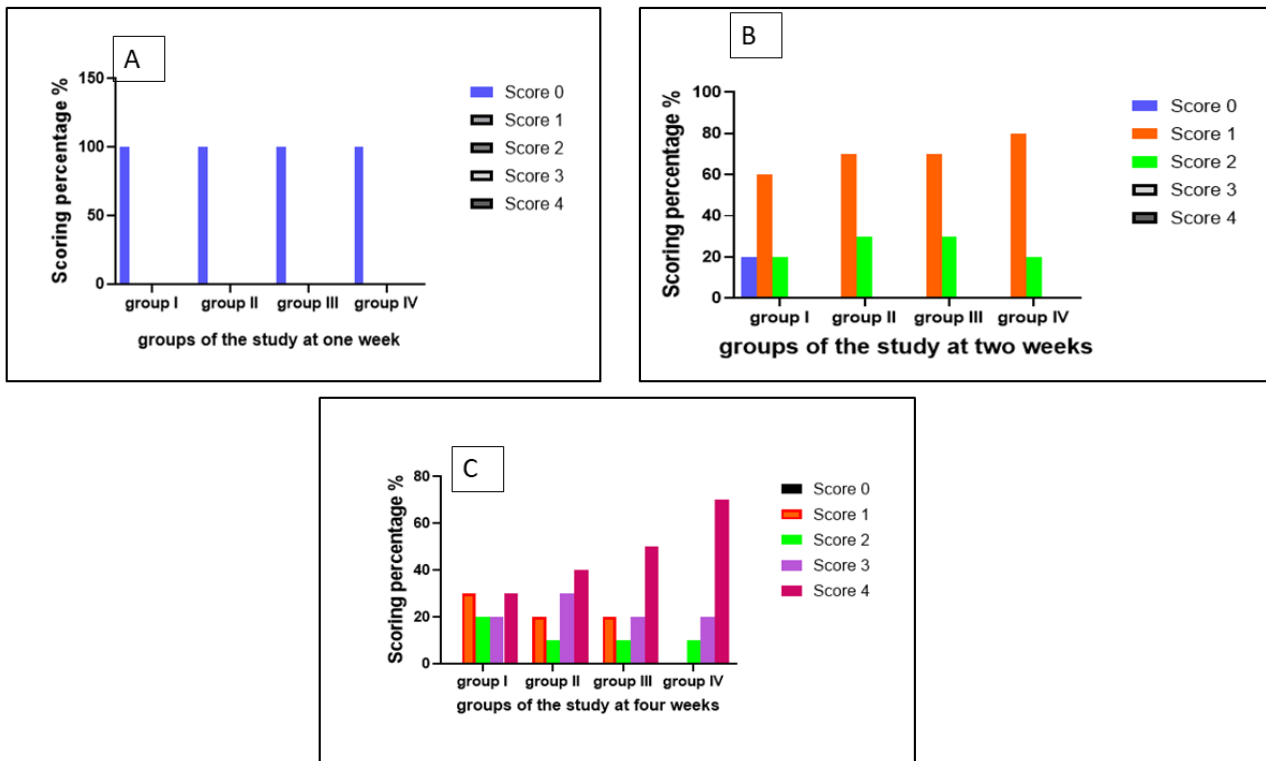 A
Scoring percentage %
150
100
50
0
group I group II group III group IV
groups of the study at one week
Score 0
Score 1
Score 2
Score 3
Score 4
B
Scoring percentage %
100
80
60
40
20
0
group I group II group III group IV
groups of the study at two weeks
Score 0
Score 1
Score 2
Score 3
Score 4
C
Scoring percentage %
80
60
40
20
0
group I group II group III group IV
groups of the study at four weeks
Score 0
Score 1
Score 2
Score 3
Score 4